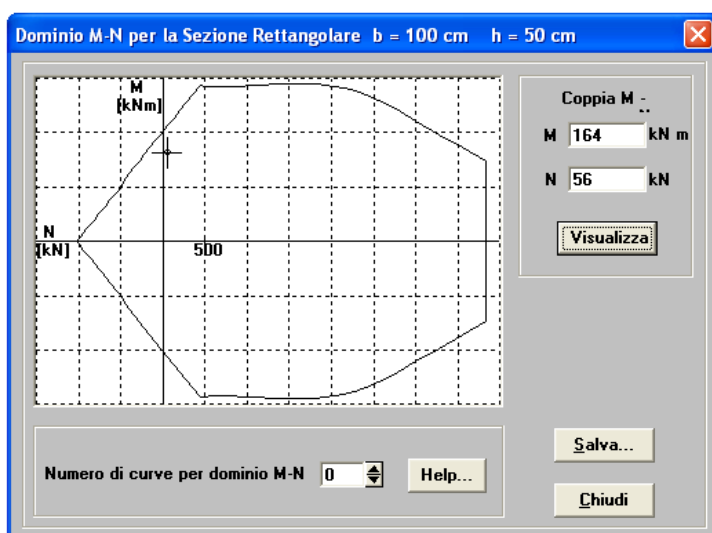 Dominio M-N per la Sezione Rettangolare b = 100 cm h = 50 cm
M
[kNm]
N
[kN]
500
Coppia M -
M 164 kN m
N 56 kN
Visualizza
Numero di curve per dominio M-N 0 Help...
Salva...
Chiudi